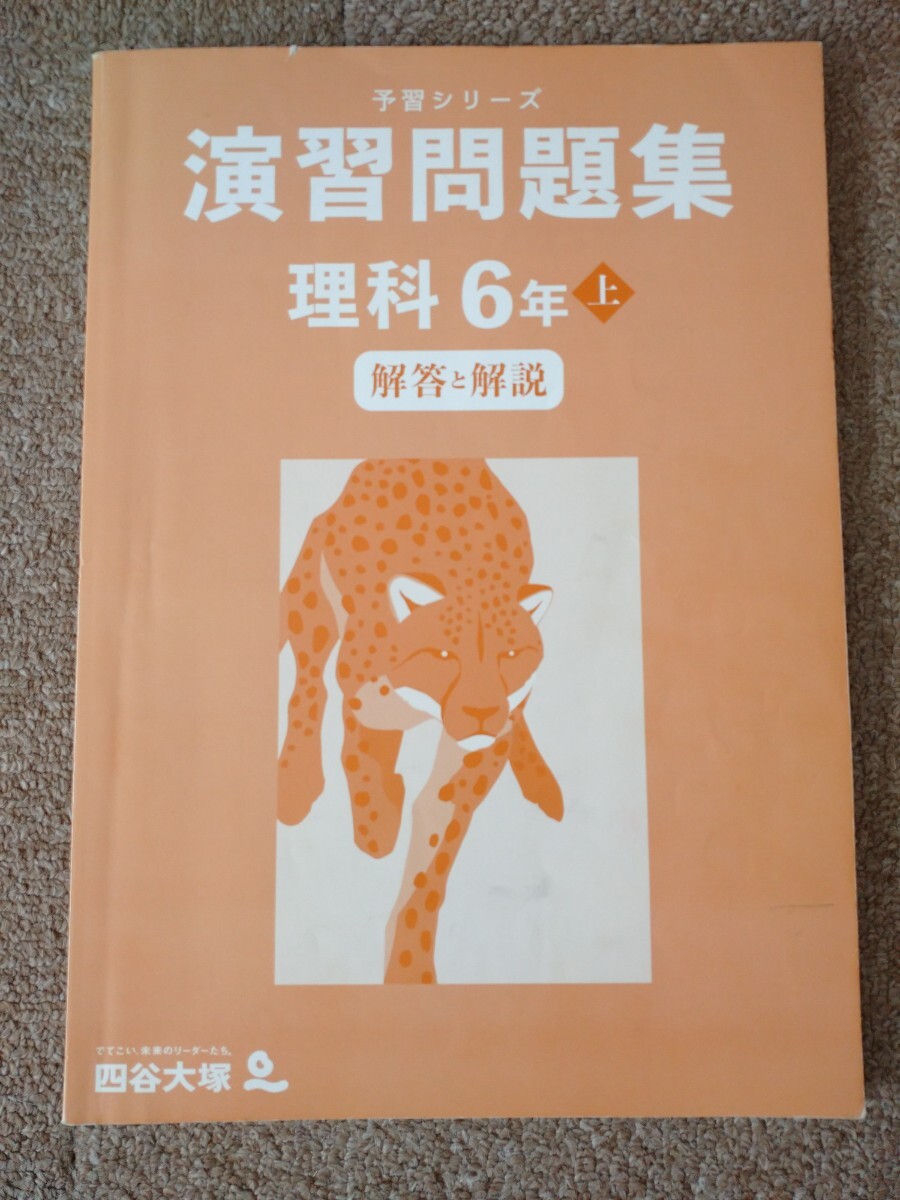 予習シリーズ
演習問題集
理科 6年 上
解答と解説
でてこい、未来のリーダーたち。
四谷大塚